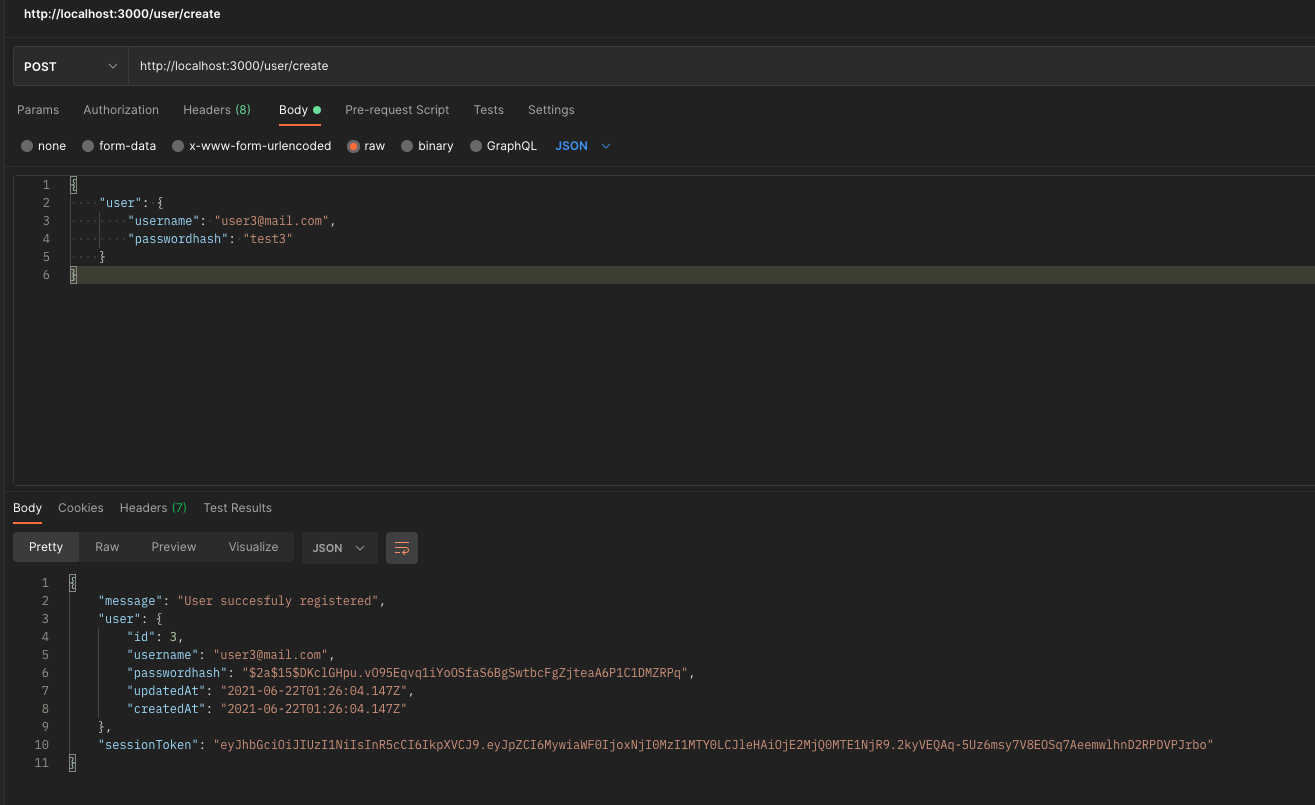 http://localhost:3000/user/create
POST http://localhost:3000/user/create
Params Authorization Headers (8) Body Pre-request Script Tests Settings
none form-data x-www-form-urlencoded raw binary GraphQL JSON
1 {
2 "user": {
3 "username": "user3@mail.com",
4 "passwordhash": "test3"
5 }
6 }
Body Cookies Headers (7) Test Results
Pretty Raw Preview Visualize JSON
1 {
2 "message": "User succesfuly registered",
3 "user": {
4 "id": 3,
5 "username": "user3@mail.com",
6 "passwordhash": "$2a$15$DKclGHpu.vO95Eqvq1iYoOSfaS6BgSwtbcFgZjteaA6P1C1DMZRPq",
7 "updatedAt": "2021-06-22T01:26:04.147Z",
8 "createdAt": "2021-06-22T01:26:04.147Z"
9 },
10 "sessionToken": "eyJhbGciOiJIUzI1NiIsInR5cCI6IkpXVCJ9.eyJpZCI6MywiaWF0IjoxNjI0MzI1MTY0LCJleHAiOjE2MjQ0MTE1NjR9.2kyVEQAq-5Uz6msy7V8EOSq7AeemwlhnD2RPDVPJrbo"
11 }